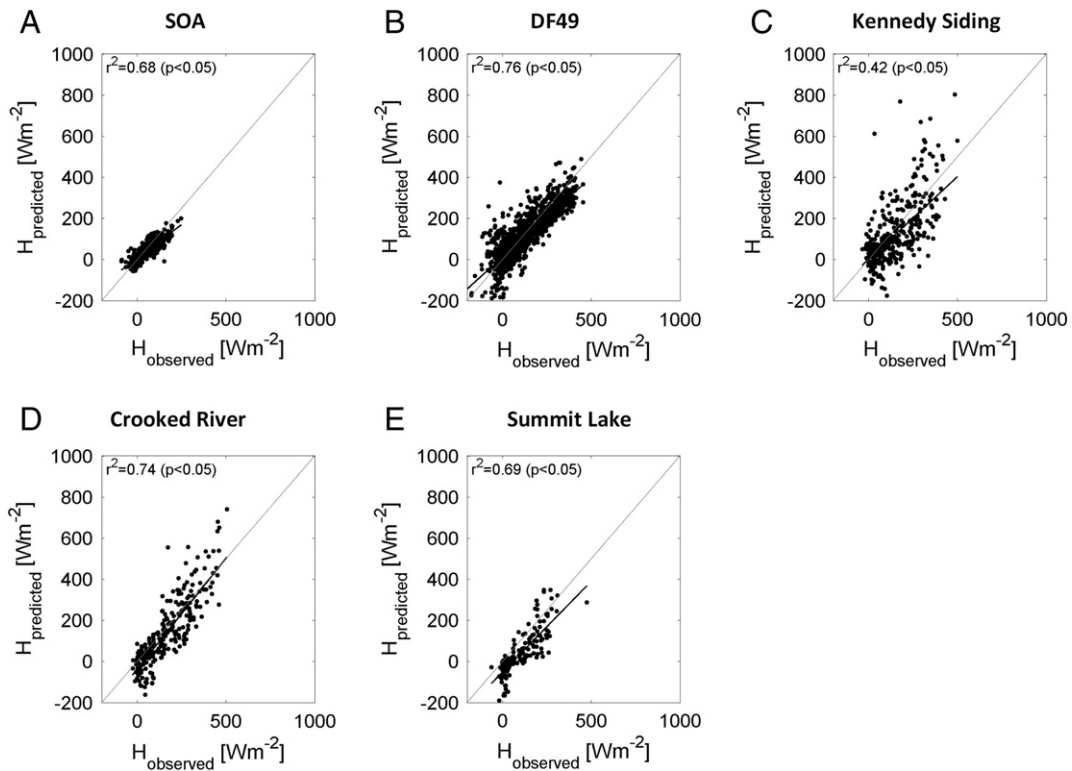 A SOA
B DF49
C Kennedy Siding
r²=0.68 (p<0.05)
r²=0.76 (p<0.05)
r²=0.42 (p<0.05)
1000
800
600
400
200
0
-200
H_predicted [Wm⁻²]
0 500 1000
H_observed [Wm⁻²]
1000
800
600
400
200
0
-200
H_predicted [Wm⁻²]
0 500 1000
H_observed [Wm⁻²]
1000
800
600
400
200
0
-200
H_predicted [Wm⁻²]
0 500 1000
H_observed [Wm⁻²]
D Crooked River
E Summit Lake
r²=0.74 (p<0.05)
r²=0.69 (p<0.05)
1000
800
600
400
200
0
-200
H_predicted [Wm⁻²]
0 500 1000
H_observed [Wm⁻²]
1000
800
600
400
200
0
-200
H_predicted [Wm⁻²]
0 500 1000
H_observed [Wm⁻²]